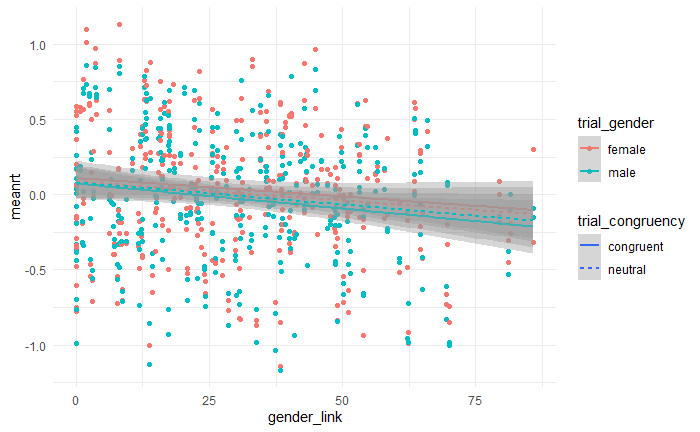 1.0
0.5
0.0
-0.5
-1.0
meanrt
0
25
50
75
gender_link
trial_gender
female
male
trial_congruency
congruent
neutral